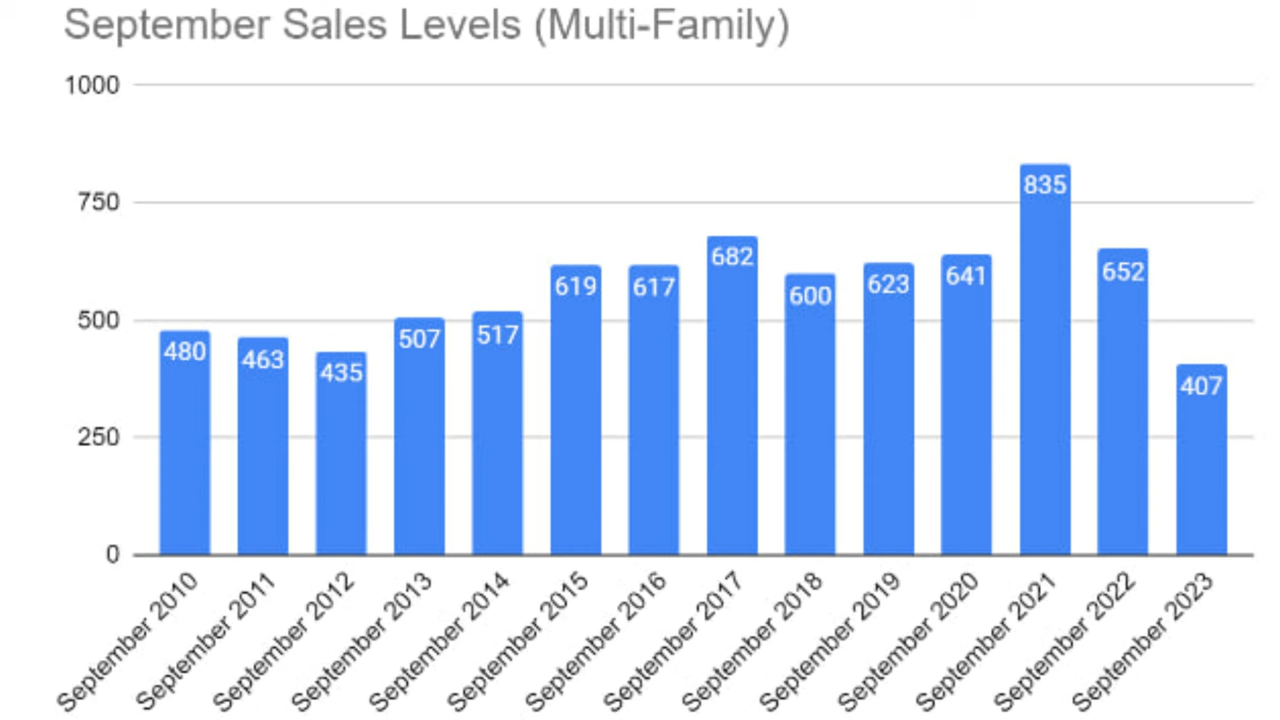 September Sales Levels (Multi-Family)
1000
750
500
250
0
480
463
435
507
517
619
617
682
600
623
641
835
652
407
September 2010
September 2011
September 2012
September 2013
September 2014
September 2015
September 2016
September 2017
September 2018
September 2019
September 2020
September 2021
September 2022
September 2023